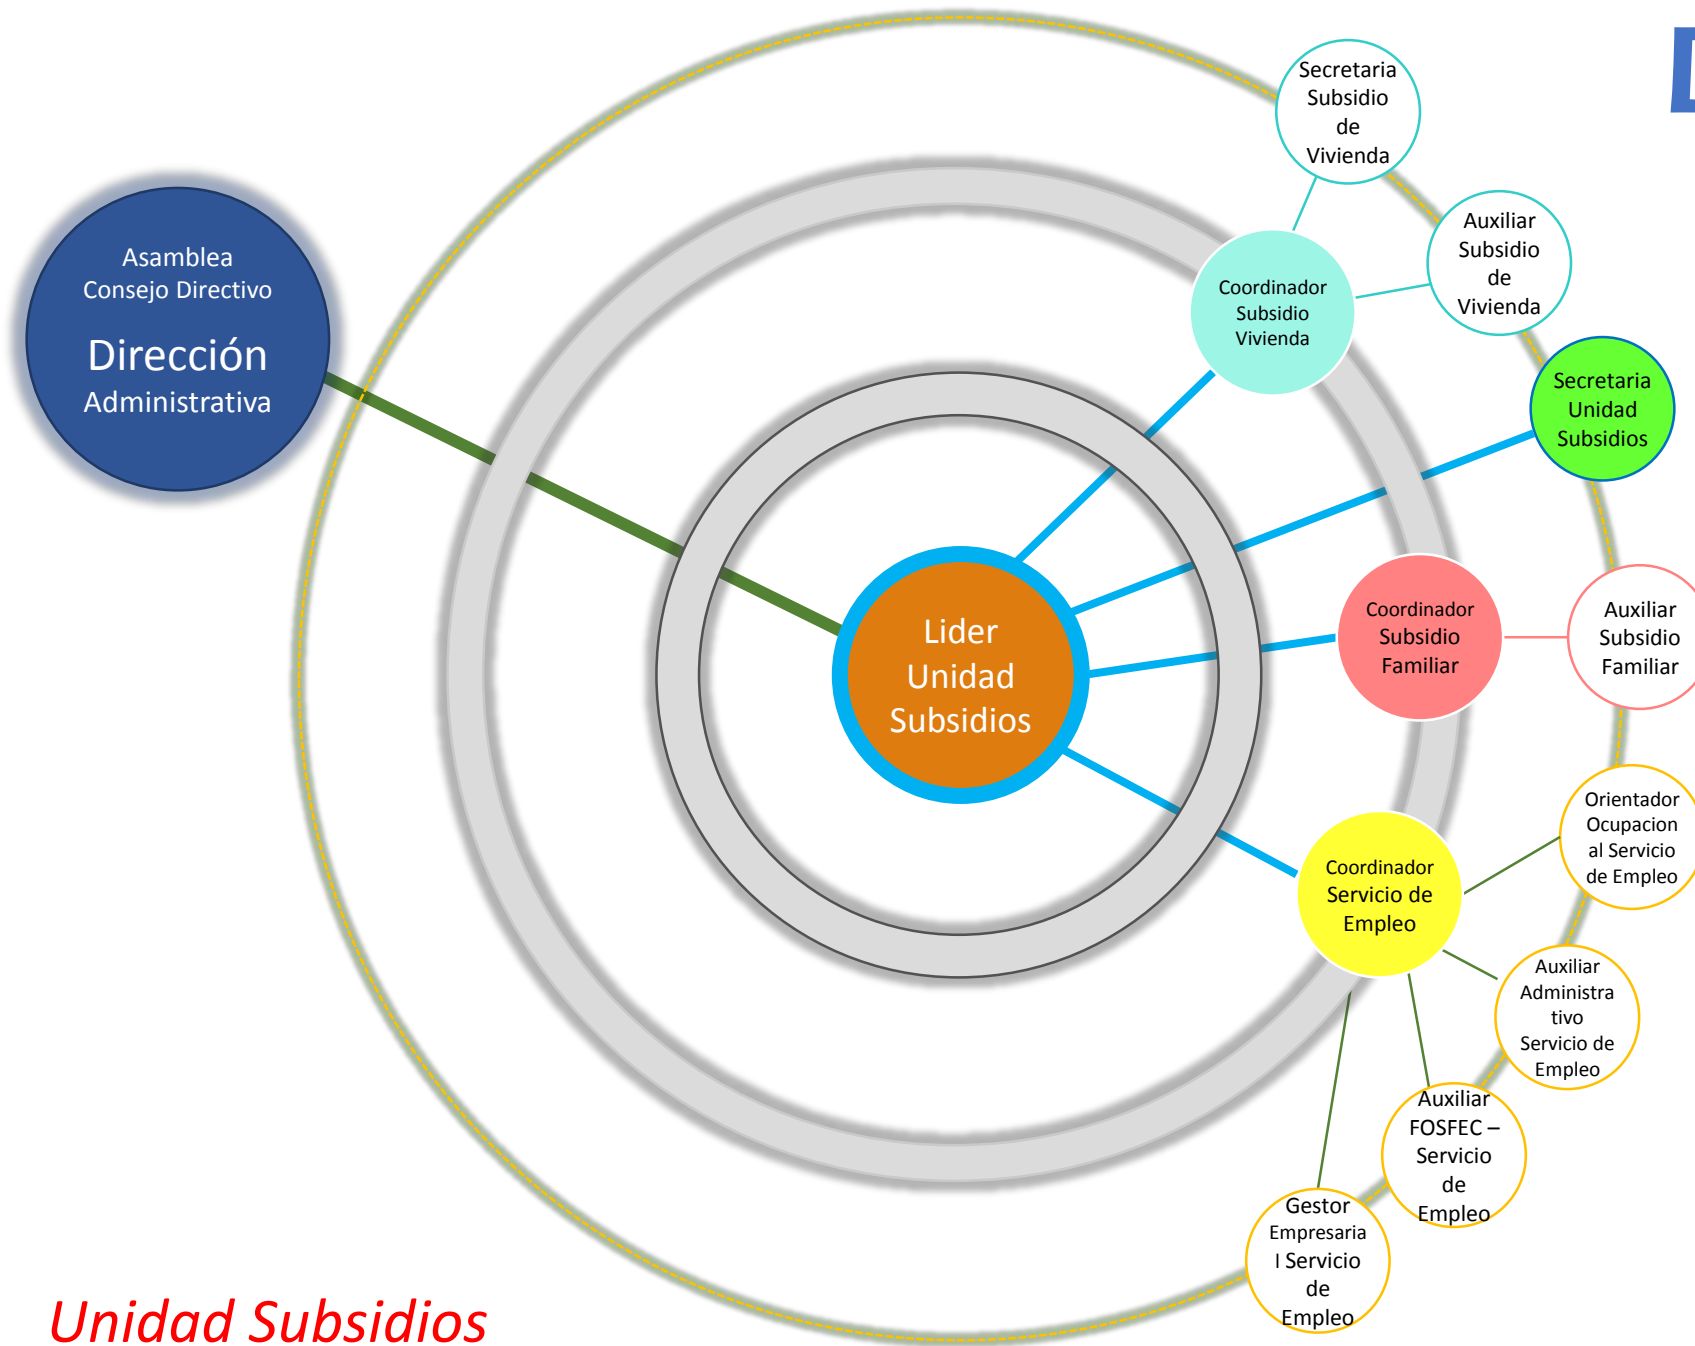 Asamblea
Consejo Directivo
Dirección
Administrativa
Secretaria
Subsidio
de
Vivienda
Auxiliar
Subsidio
de
Vivienda
Coordinador
Subsidio
Vivienda
Secretaria
Unidad
Subsidios
Lider
Unidad
Subsidios
Coordinador
Subsidio
Familiar
Auxiliar
Subsidio
Familiar
Orientador
Ocupacion
al Servicio
de Empleo
Coordinador
Servicio de
Empleo
Auxiliar
Administra
tivo
Servicio de
Empleo
Auxiliar
FOSFEC –
Servicio
de
Empleo
Gestor
Empresaria
l Servicio
de
Empleo
Unidad Subsidios